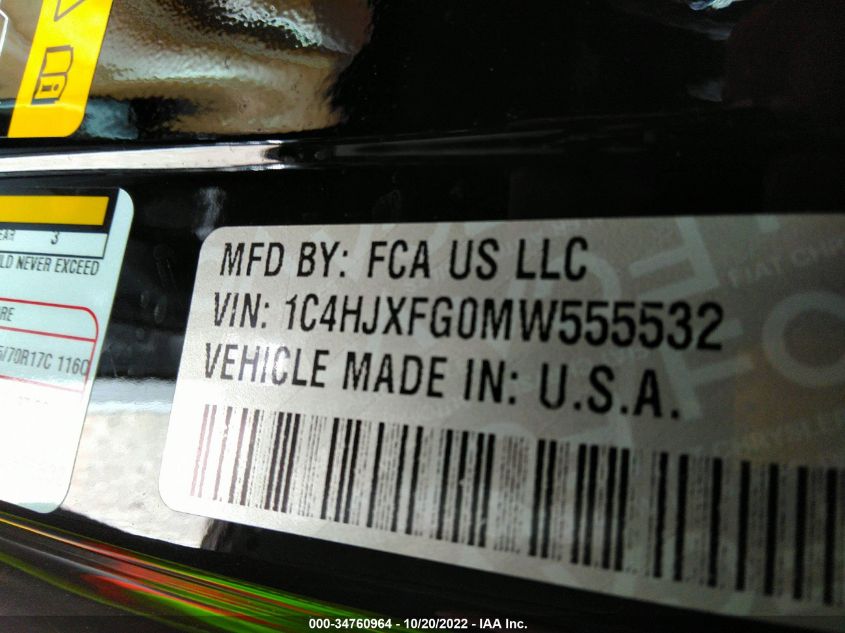 EAR 3
LD NEVER EXCEED
RE
5/70R17C 116Q
MFD BY: FCA US LLC
VIN: 1C4HJXFG0MW555532
VEHICLE MADE IN: U.S.A.
000-34760964 - 10/20/2022 - IAA Inc.